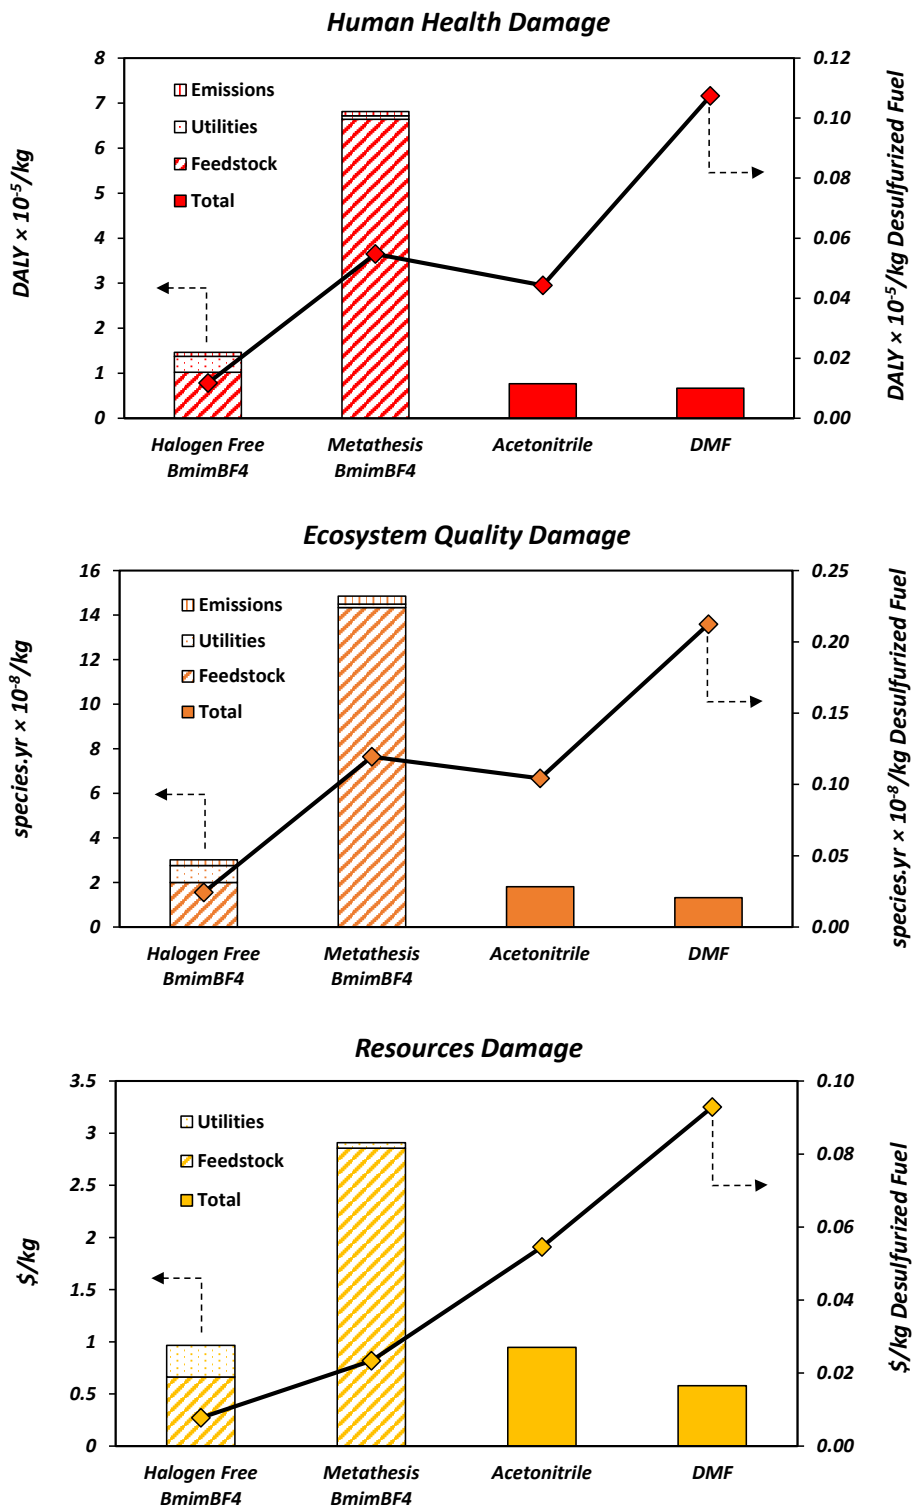 Human Health Damage
8
7
6
5
4
3
2
1
0
DALY × 10⁻⁵/kg
Emissions
Utilities
Feedstock
Total
0.12
0.10
0.08
0.06
0.04
0.02
0.00
DALY × 10⁻⁵/kg Desulfurized Fuel
Halogen Free
BmimBF4
Metathesis
BmimBF4
Acetonitrile
DMF
Ecosystem Quality Damage
16
14
12
10
8
6
4
2
0
species.yr × 10⁻⁸/kg
Emissions
Utilities
Feedstock
Total
0.25
0.20
0.15
0.10
0.05
0.00
species.yr × 10⁻⁸/kg Desulfurized Fuel
Halogen Free
BmimBF4
Metathesis
BmimBF4
Acetonitrile
DMF
Resources Damage
3.5
3
2.5
2
1.5
1
0.5
0
$/kg
Utilities
Feedstock
Total
0.10
0.08
0.06
0.04
0.02
0.00
$/kg Desulfurized Fuel
Halogen Free
BmimBF4
Metathesis
BmimBF4
Acetonitrile
DMF